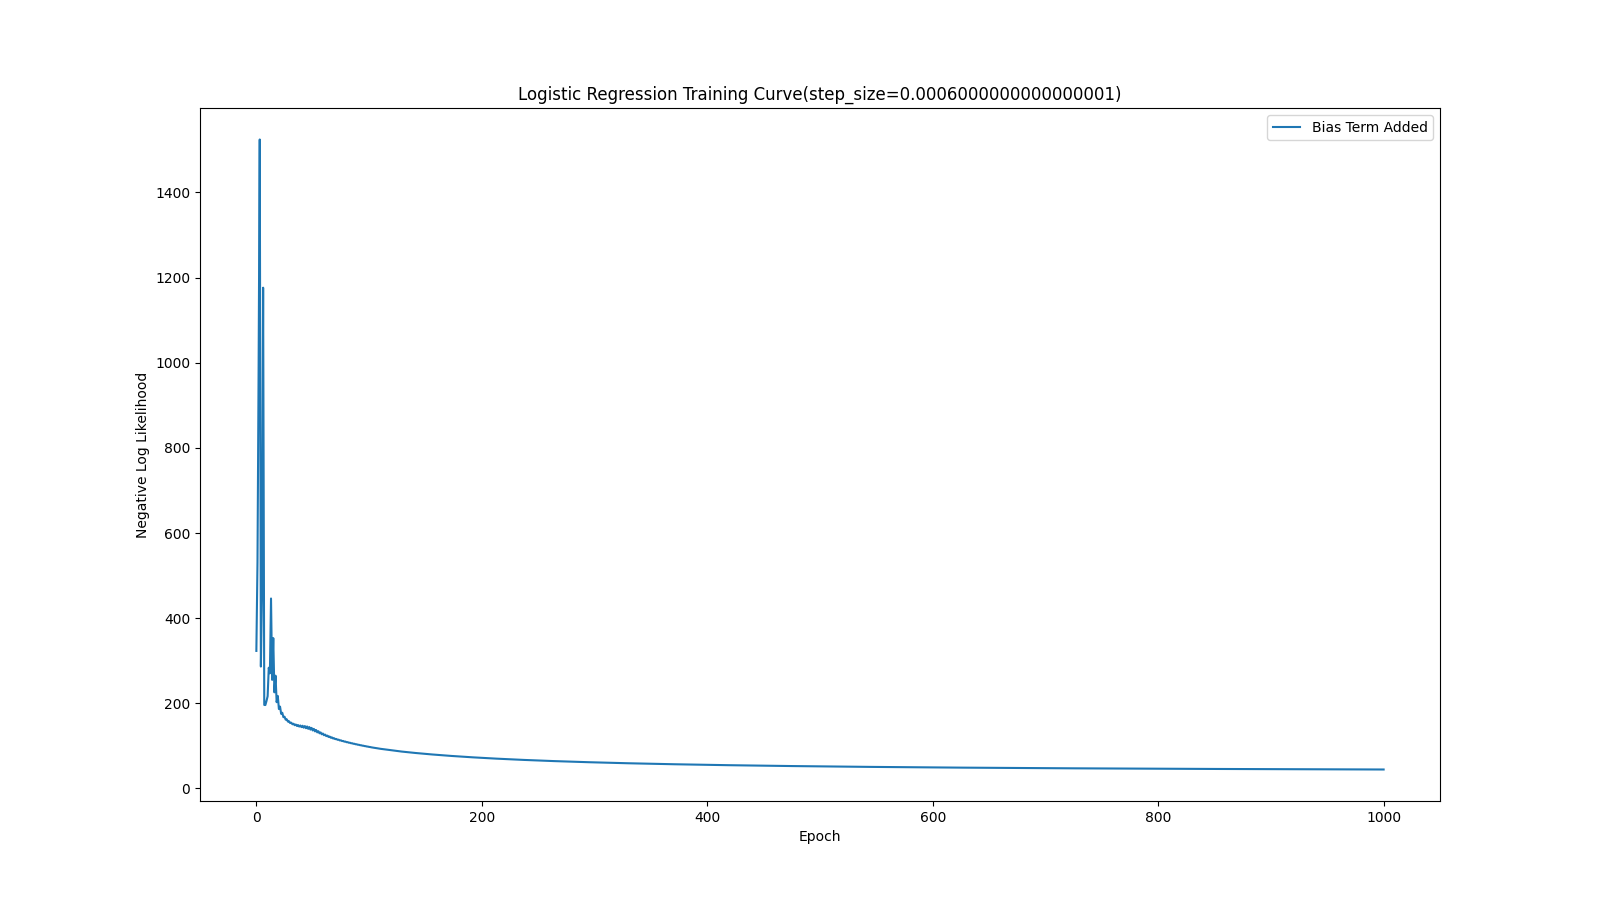 Logistic Regression Training Curve(step_size=0.0006000000000000001)
Bias Term Added
Negative Log Likelihood
1400
1200
1000
800
600
400
200
0
0 200 400 600 800 1000
Epoch